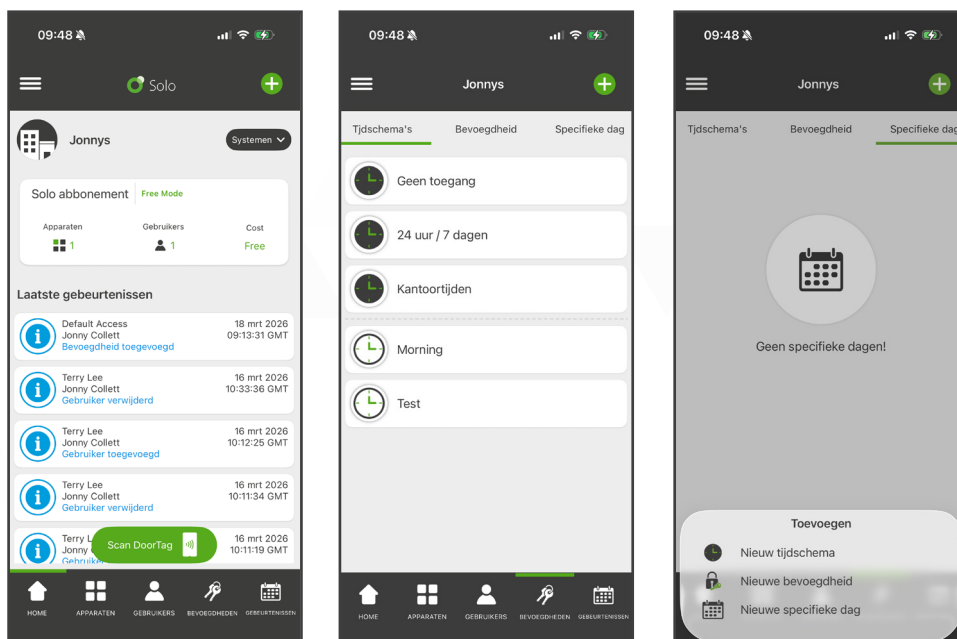 09:48
Solo
Jonnys
Systemen
Solo abbonement Free Mode
Apparaten Gebruikers Cost
1 1 Free
Laatste gebeurtenissen
Default Access 18 mrt 2026
Jonny Collett 09:13:31 GMT
Bevoegdheid toegevoegd
Terry Lee 16 mrt 2026
Jonny Collett 10:33:36 GMT
Gebruiker verwijderd
Terry Lee 16 mrt 2026
Jonny Collett 10:12:25 GMT
Gebruiker toegevoegd
Terry Lee 16 mrt 2026
Jonny Collett 10:11:34 GMT
Gebruiker verwijderd
Terry 16 mrt 2026
Jonny 10:11:19 GMT
Scan DoorTag
HOME APPARATEN GEBRUIKERS BEVOEGDHEDEN GEBEURTENISSEN
09:48
Jonnys
Tjdschema's Bevoegdheid Specifieke dag
Geen toegang
24 uur / 7 dagen
Kantoortijden
Morning
Test
HOME APPARATEN GEBRUIKERS BEVOEGDHEDEN GEBEURTENISSEN
09:48
Jonnys
Tjdschema's Bevoegdheid Specifieke dag
Geen specifieke dagen!
Toevoegen
Nieuw tijdschema
Nieuwe bevoegdheid
Nieuwe specifieke dag